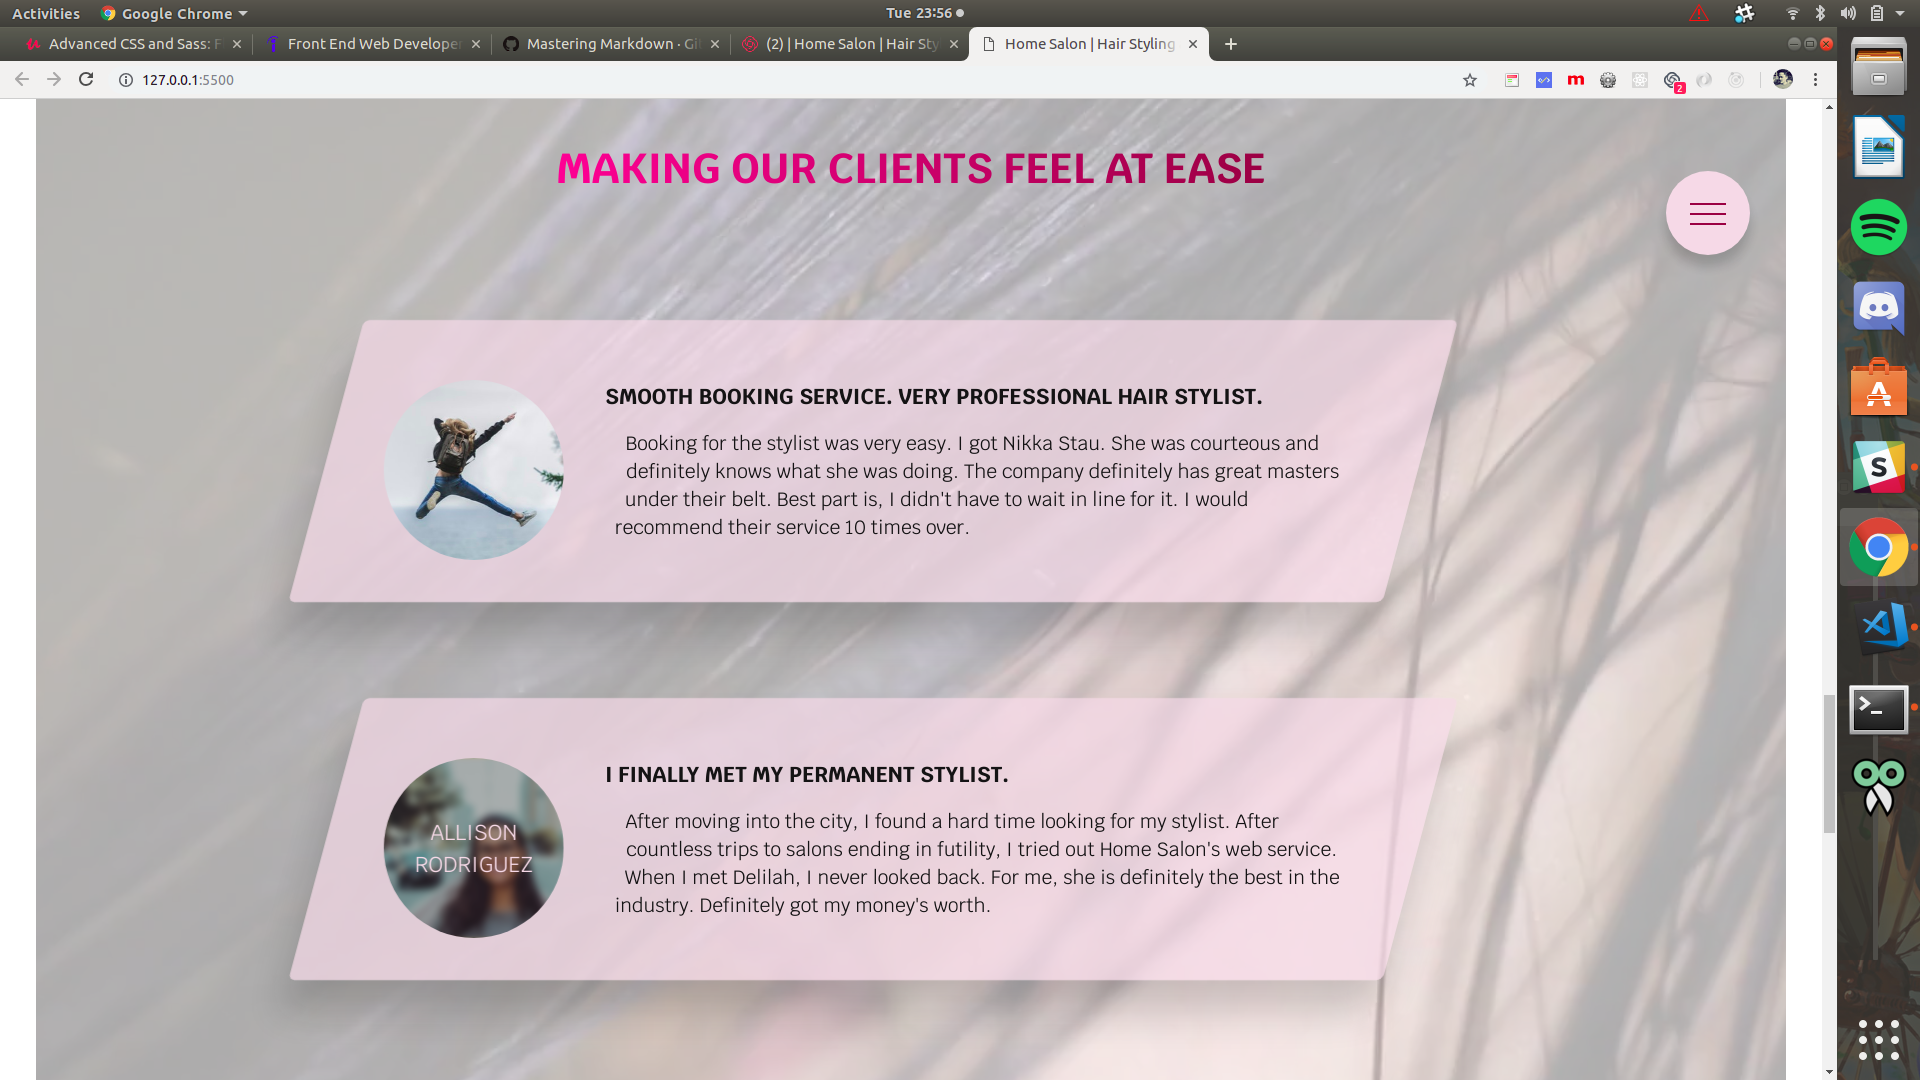 Activities
Google Chrome
Tue 23:56
Advanced CSS and Sass: F
Front End Web Developer
Mastering Markdown · Gi
(2) | Home Salon | Hair Sty
Home Salon | Hair Styling
127.0.0.1:5500
2
MAKING OUR CLIENTS FEEL AT EASE
SMOOTH BOOKING SERVICE. VERY PROFESSIONAL HAIR STYLIST.
Booking for the stylist was very easy. I got Nikka Stau. She was courteous and
definitely knows what she was doing. The company definitely has great masters
under their belt. Best part is, I didn't have to wait in line for it. I would
recommend their service 10 times over.
ALLISON
RODRIGUEZ
I FINALLY MET MY PERMANENT STYLIST.
After moving into the city, I found a hard time looking for my stylist. After
countless trips to salons ending in futility, I tried out Home Salon's web service.
When I met Delilah, I never looked back. For me, she is definitely the best in the
industry. Definitely got my money's worth.